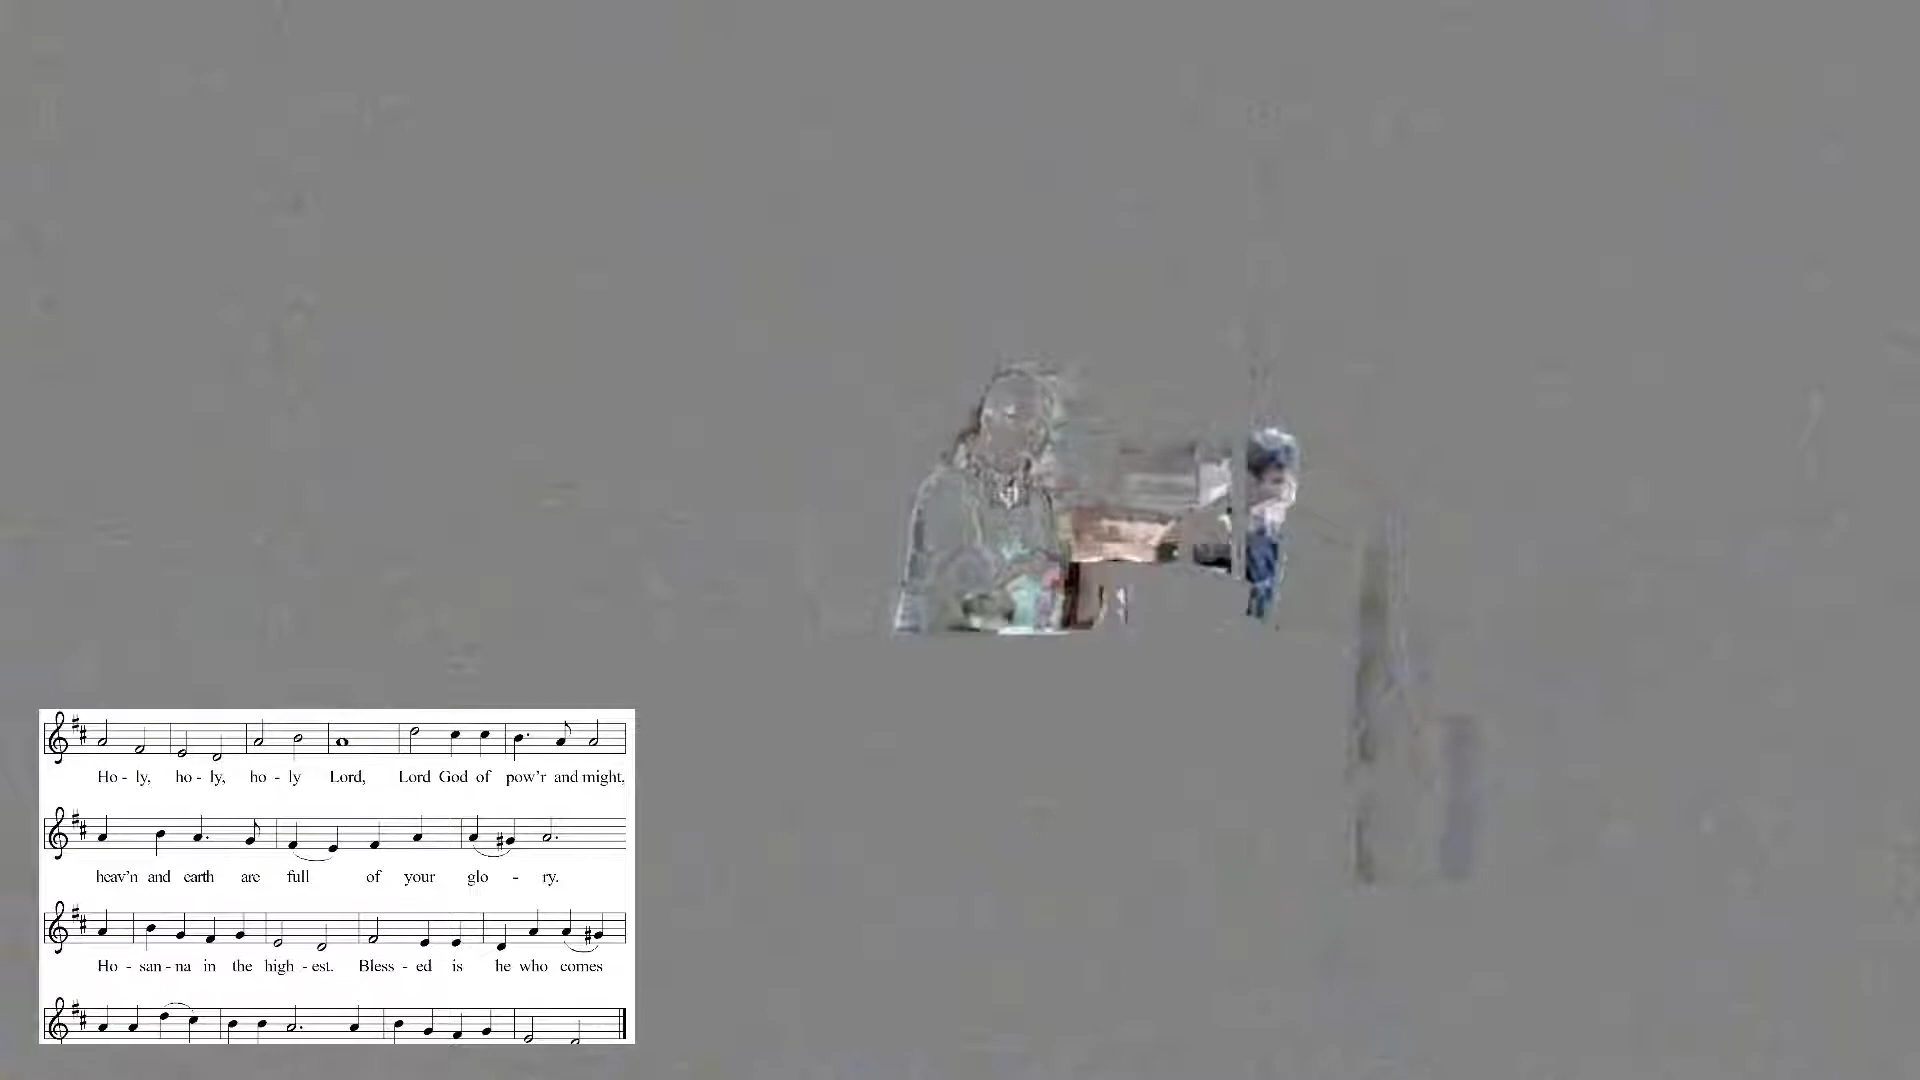 Ho - ly, ho - ly, ho - ly Lord, Lord God of pow'r and might,
heav'n and earth are full of your glo - ry.
Ho - san - na in the high - est. Bless - ed is he who comes